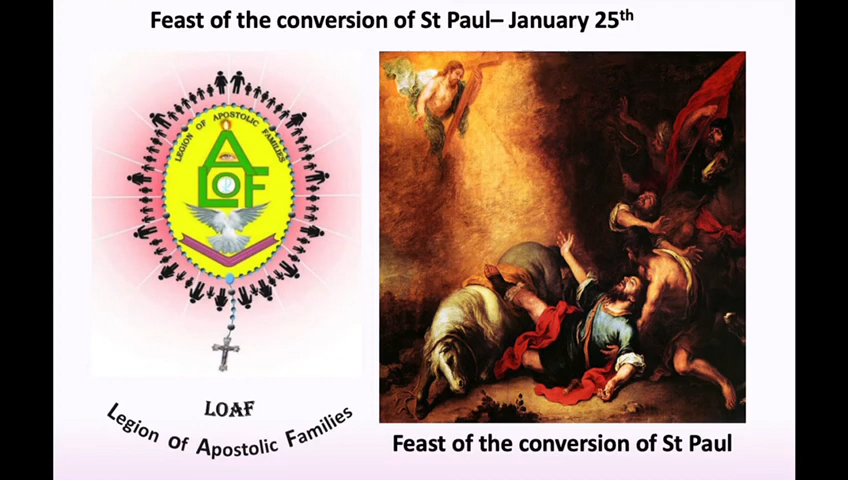 Feast of the conversion of St Paul– January 25th
LEGION OF APOSTOLIC FAMILIES
A
LOF
LOAF
Legion of Apostolic Families
Feast of the conversion of St Paul